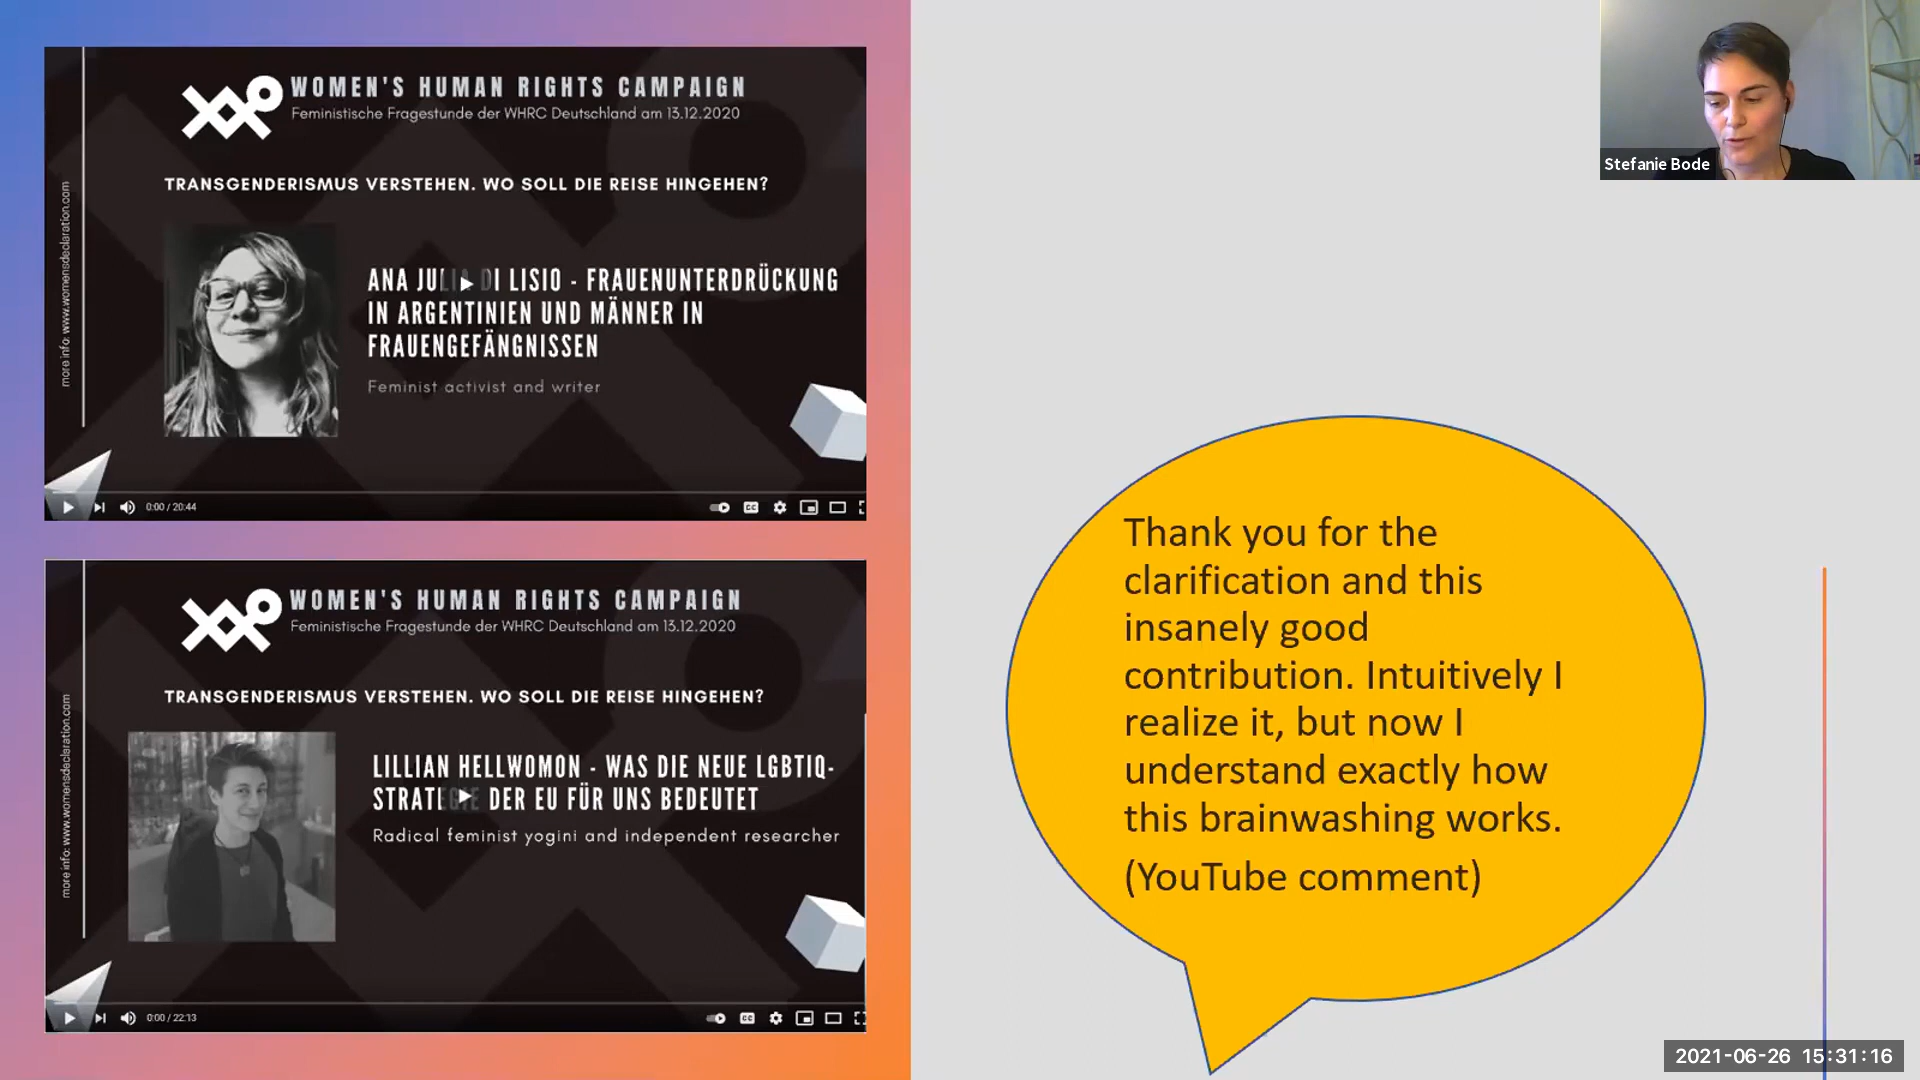 WOMEN'S HUMAN RIGHTS CAMPAIGN
Feministische Fragestunde der WHRC Deutschland am 13.12.2020
TRANSGENDERISMUS VERSTEHEN. WO SOLL DIE REISE HINGEHEN?
more info: www.womensdeclaration.com
ANA JULIA DI LISIO - FRAUENUNTERDRÜCKUNG
IN ARGENTINIEN UND MÄNNER IN
FRAUENGEFÄNGNISSEN
Feminist activist and writer
0:00 / 20:44
WOMEN'S HUMAN RIGHTS CAMPAIGN
Feministische Fragestunde der WHRC Deutschland am 13.12.2020
TRANSGENDERISMUS VERSTEHEN. WO SOLL DIE REISE HINGEHEN?
more info: www.womensdeclaration.com
LILLIAN HELLWOMON - WAS DIE NEUE LGBTIQ-
STRATEGIE DER EU FÜR UNS BEDEUTET
Radical feminist yogini and independent researcher
0:00 / 22:13
Stefanie Bode
Thank you for the
clarification and this
insanely good
contribution. Intuitively I
realize it, but now I
understand exactly how
this brainwashing works.
(YouTube comment)
2021-06-26 15:31:16